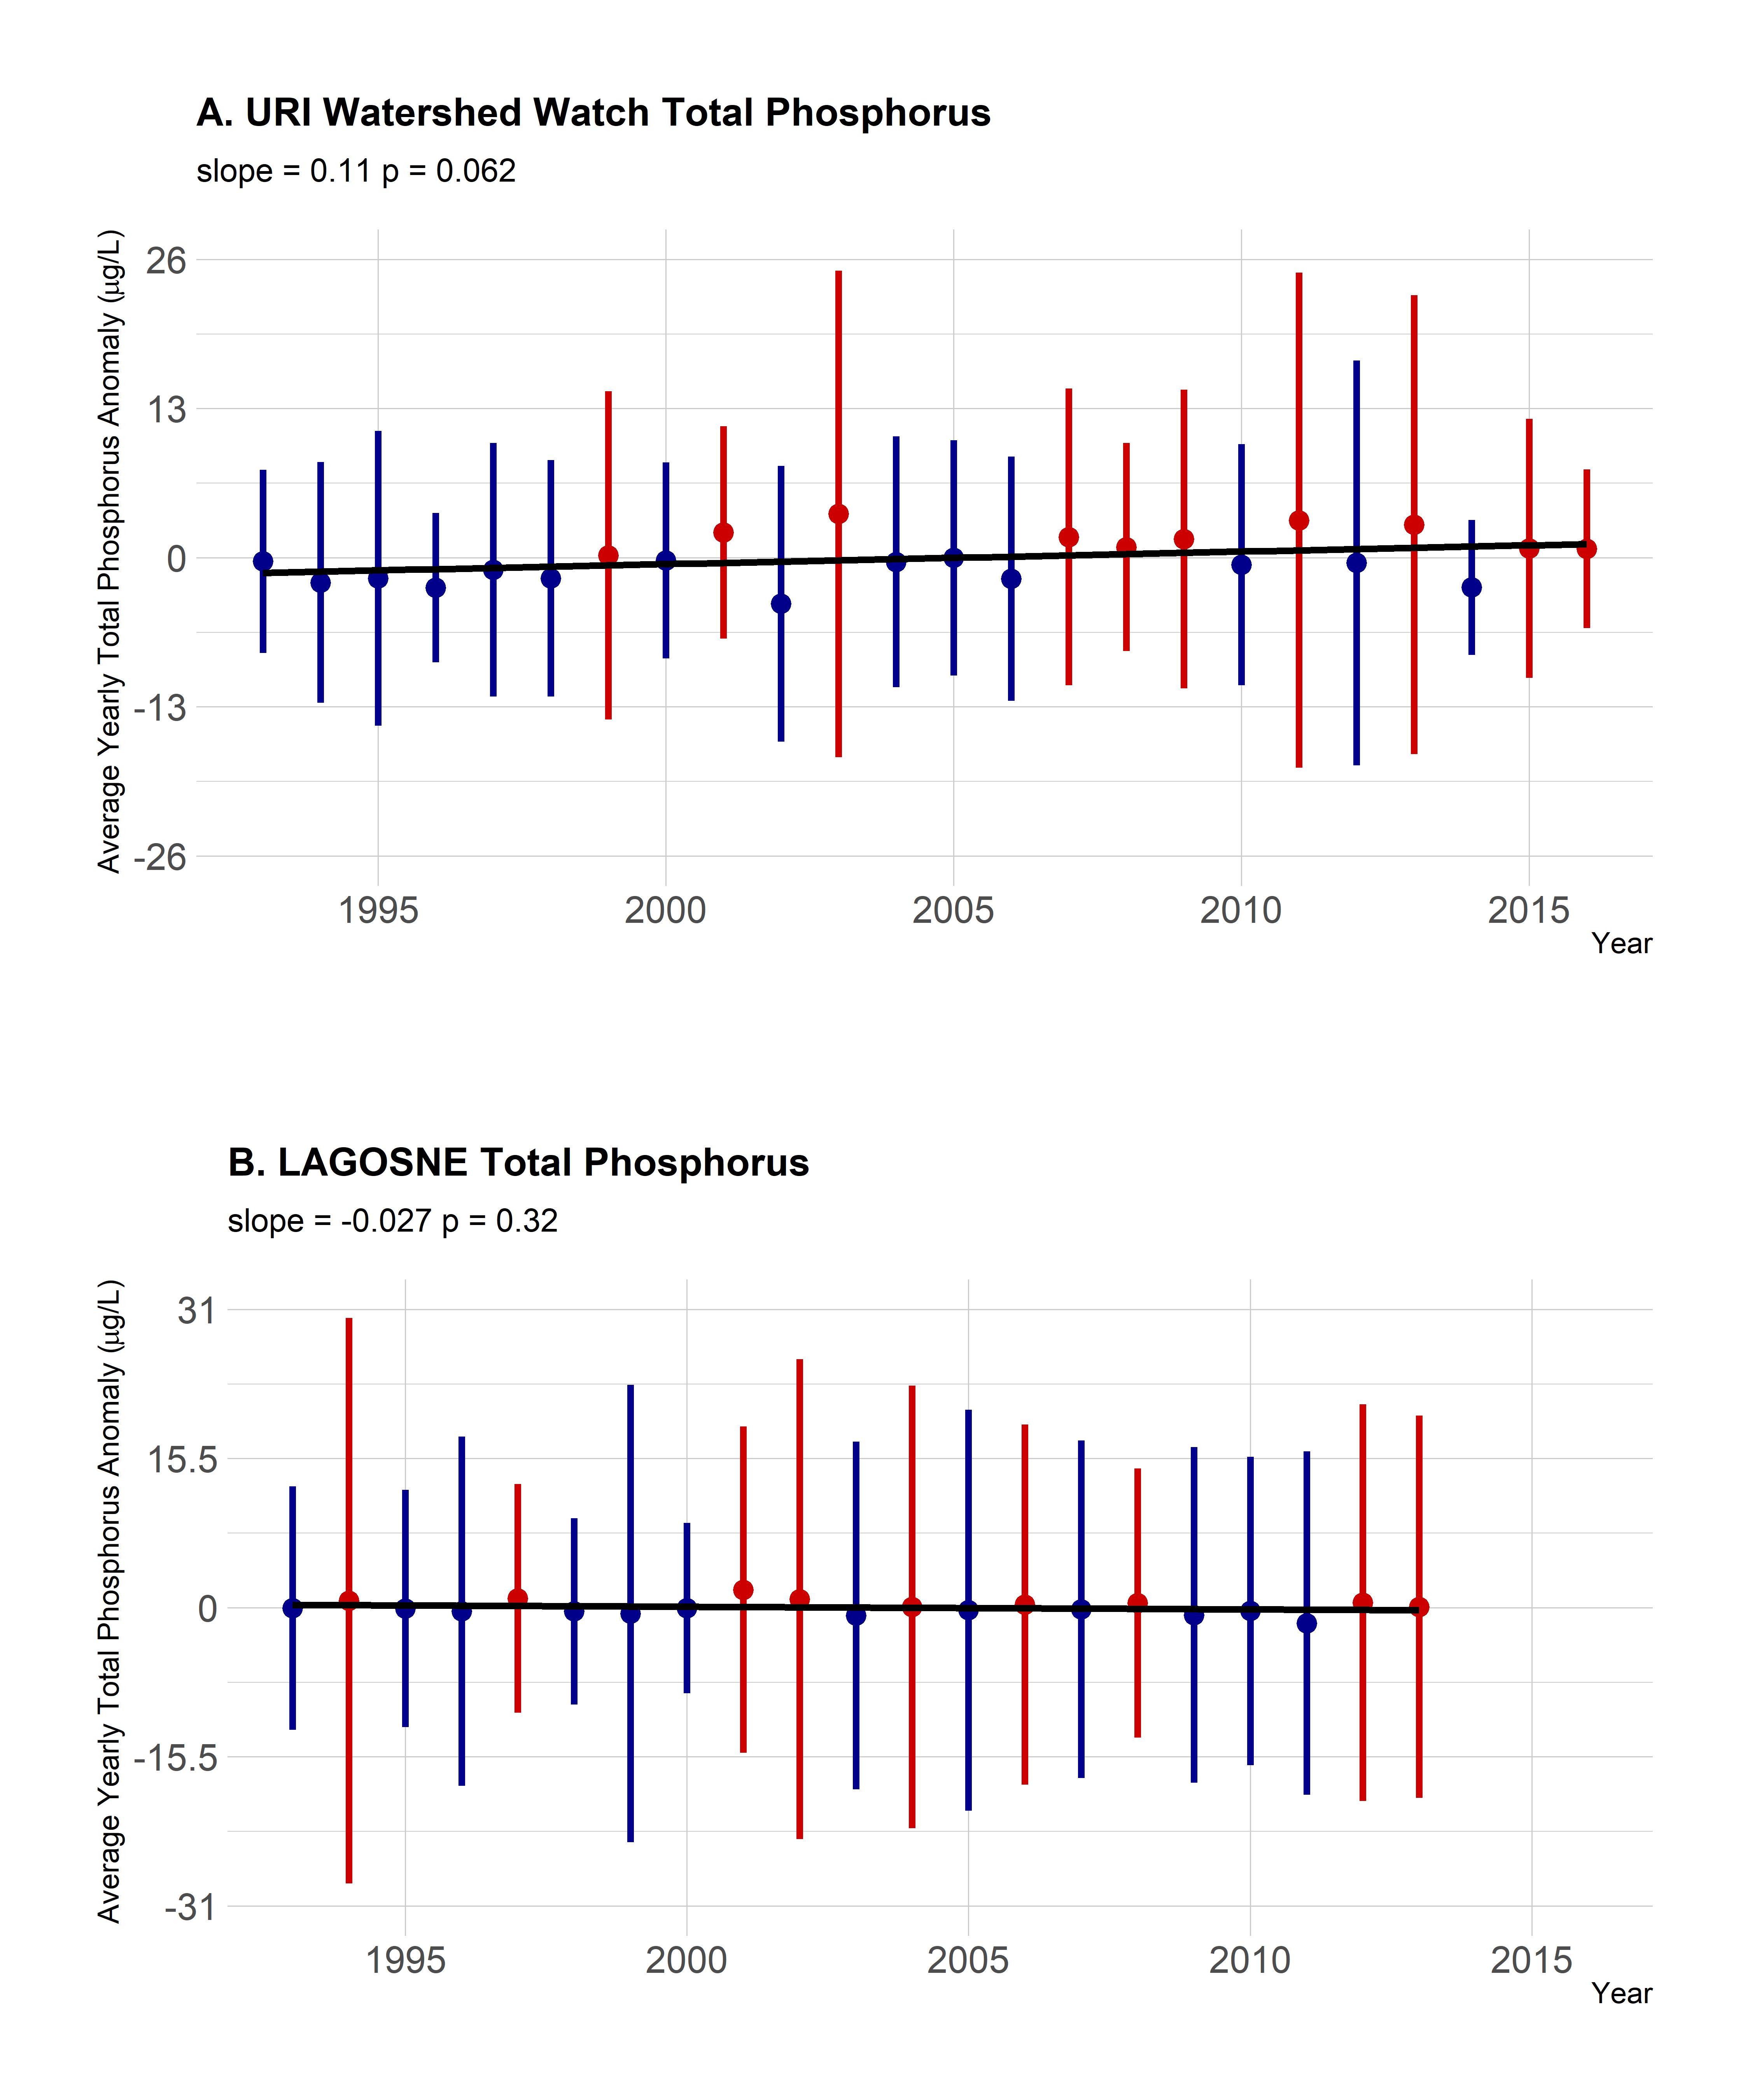 A. URI Watershed Watch Total Phosphorus
slope = 0.11 p = 0.062
Average Yearly Total Phosphorus Anomaly (μg/L)
26
13
0
-13
-26
1995 2000 2005 2010 2015
Year
B. LAGOSNE Total Phosphorus
slope = -0.027 p = 0.32
Average Yearly Total Phosphorus Anomaly (μg/L)
31
15.5
0
-15.5
-31
1995 2000 2005 2010 2015
Year